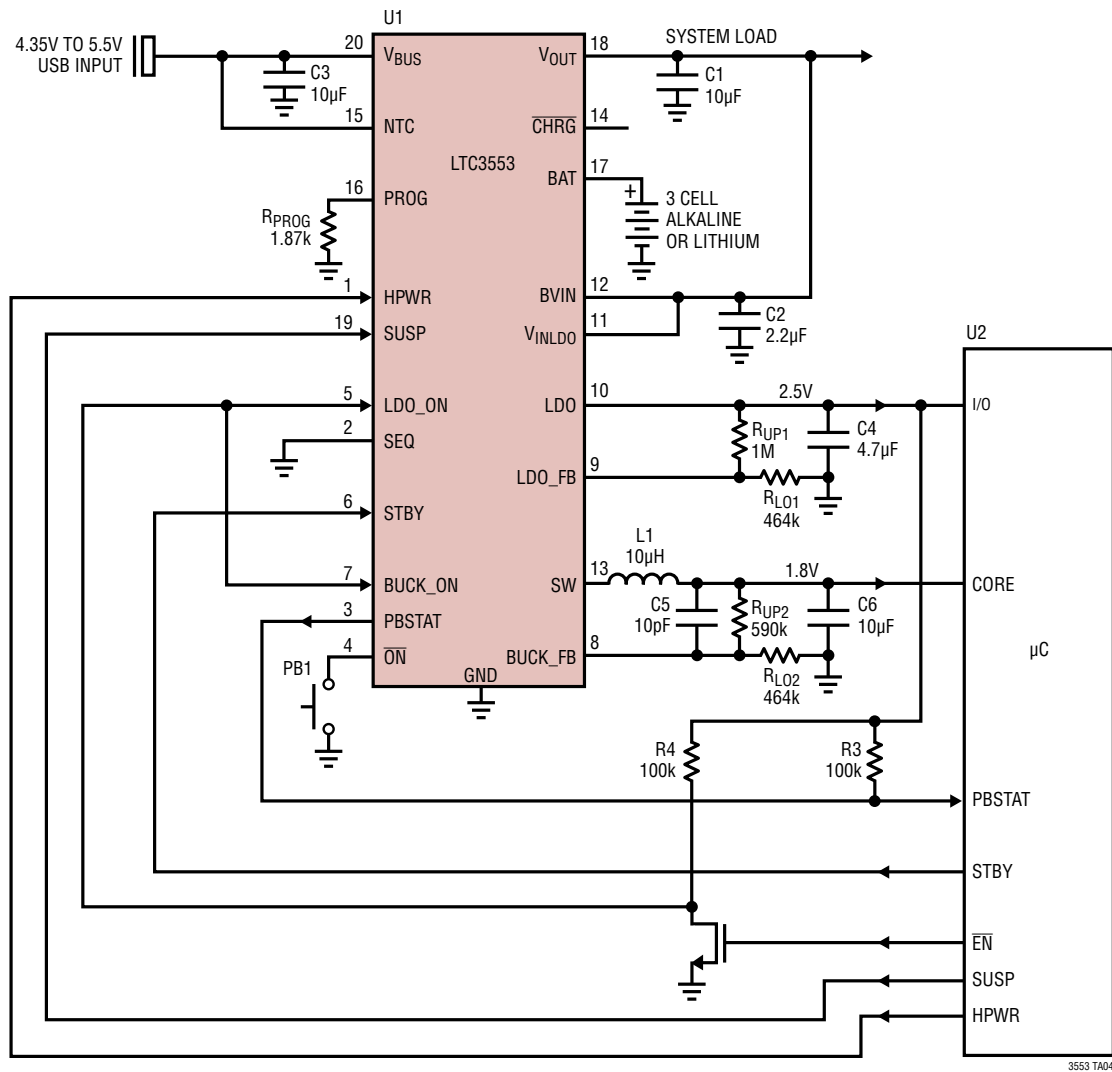 U1
4.35V TO 5.5V
USB INPUT
20
VBUS
C3
10µF
15
NTC
LTC3553
16
PROG
RPROG
1.87k
1
HPWR
19
SUSP
5
LDO_ON
2
SEQ
6
STBY
7
BUCK_ON
3
PBSTAT
4
ON
PB1
GND
18
VOUT
SYSTEM LOAD
C1
10µF
14
CHRG
17
BAT
+
3 CELL
ALKALINE
OR LITHIUM
12
BVIN
11
VINLDO
C2
2.2µF
10
LDO
2.5V
RUP1
1M
C4
4.7µF
9
LDO_FB
RLO1
464k
L1
10µH
13
SW
1.8V
C5
10pF
RUP2
590k
C6
10µF
8
BUCK_FB
RLO2
464k
U2
I/O
CORE
µC
R4
100k
R3
100k
PBSTAT
STBY
EN
SUSP
HPWR
3553 TA04